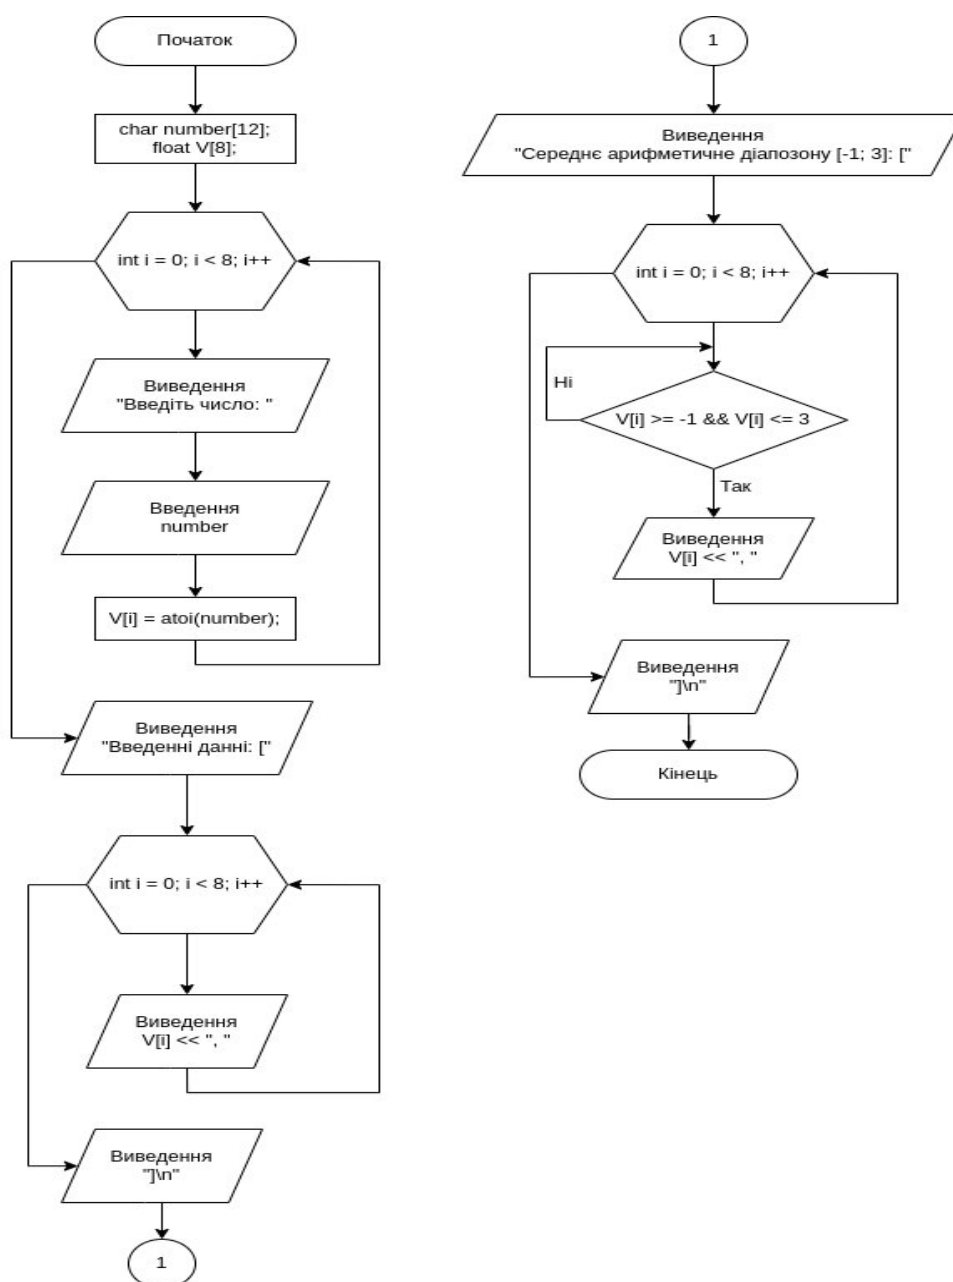 Початок
char number[12];
float V[8];
int i = 0; i < 8; i++
Виведення
"Введіть число: "
Введення
number
V[i] = atoi(number);
Виведення
"Введенні данні: ["
int i = 0; i < 8; i++
Виведення
V[i] << ", "
Виведення
"]\n"
1
1
Виведення
"Середнє арифметичне діапозону [-1; 3]: ["
int i = 0; i < 8; i++
Ні
V[i] >= -1 && V[i] <= 3
Так
Виведення
V[i] << ", "
Виведення
"]\n"
Кінець